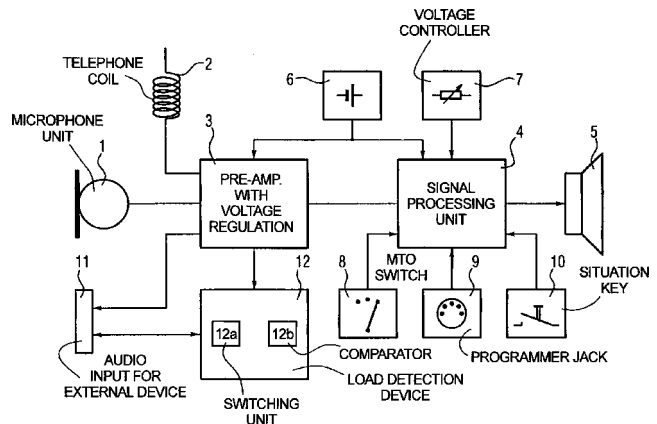 VOLTAGE
CONTROLLER
TELEPHONE
COIL
2
6
7
MICROPHONE
UNIT
1
3
4
5
PRE-AMP.
WITH
VOLTAGE
REGULATION
SIGNAL
PROCESSING
UNIT
11
12
8
MTO
SWITCH
9
10
SITUATION
KEY
12a
12b
COMPARATOR
PROGRAMMER JACK
AUDIO
INPUT FOR
EXTERNAL DEVICE
SWITCHING
UNIT
LOAD DETECTION
DEVICE